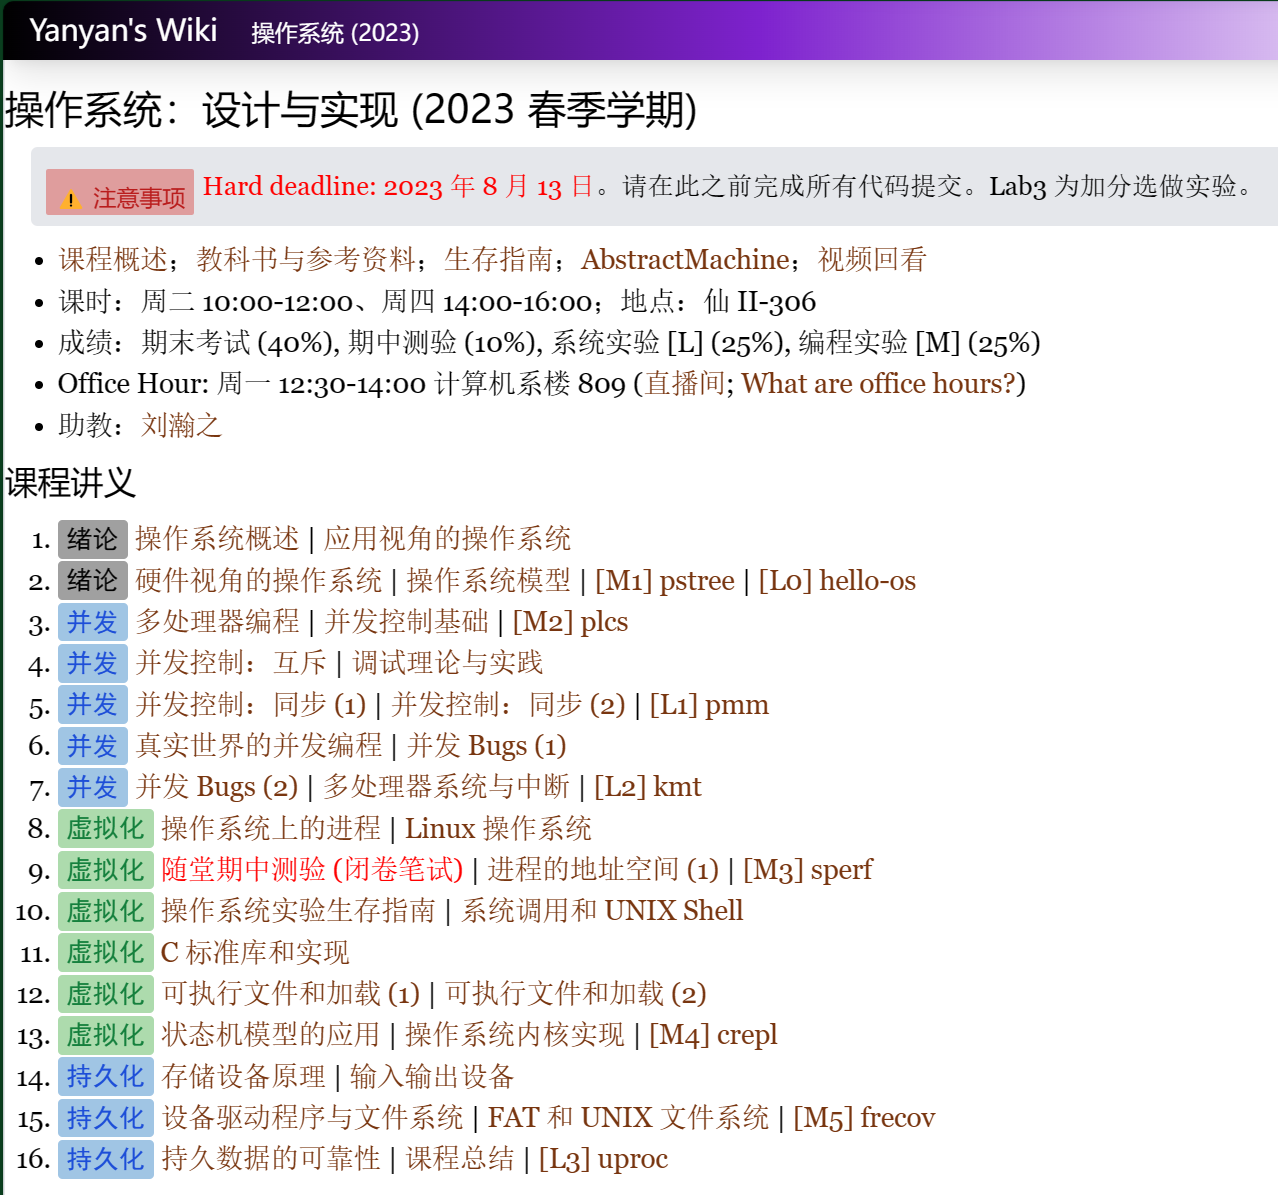 Yanyan's Wiki 操作系统 (2023)
操作系统：设计与实现 (2023 春季学期)
⚠ 注意事项 Hard deadline: 2023 年 8 月 13 日。请在此之前完成所有代码提交。Lab3 为加分选做实验。
• 课程概述；教科书与参考资料；生存指南；AbstractMachine；视频回看
• 课时：周二 10:00-12:00、周四 14:00-16:00；地点：仙 II-306
• 成绩：期末考试 (40%), 期中测验 (10%), 系统实验 [L] (25%), 编程实验 [M] (25%)
• Office Hour: 周一 12:30-14:00 计算机系楼 809 (直播间; What are office hours?)
• 助教：刘瀚之
课程讲义
1. 绪论 操作系统概述 | 应用视角的操作系统
2. 绪论 硬件视角的操作系统 | 操作系统模型 | [M1] pstree | [L0] hello-os
3. 并发 多处理器编程 | 并发控制基础 | [M2] plcs
4. 并发 并发控制：互斥 | 调试理论与实践
5. 并发 并发控制：同步 (1) | 并发控制：同步 (2) | [L1] pmm
6. 并发 真实世界的并发编程 | 并发 Bugs (1)
7. 并发 并发 Bugs (2) | 多处理器系统与中断 | [L2] kmt
8. 虚拟化 操作系统上的进程 | Linux 操作系统
9. 虚拟化 随堂期中测验 (闭卷笔试) | 进程的地址空间 (1) | [M3] sperf
10. 虚拟化 操作系统实验生存指南 | 系统调用和 UNIX Shell
11. 虚拟化 C 标准库和实现
12. 虚拟化 可执行文件和加载 (1) | 可执行文件和加载 (2)
13. 虚拟化 状态机模型的应用 | 操作系统内核实现 | [M4] crepl
14. 持久化 存储设备原理 | 输入输出设备
15. 持久化 设备驱动程序与文件系统 | FAT 和 UNIX 文件系统 | [M5] frecov
16. 持久化 持久数据的可靠性 | 课程总结 | [L3] uproc